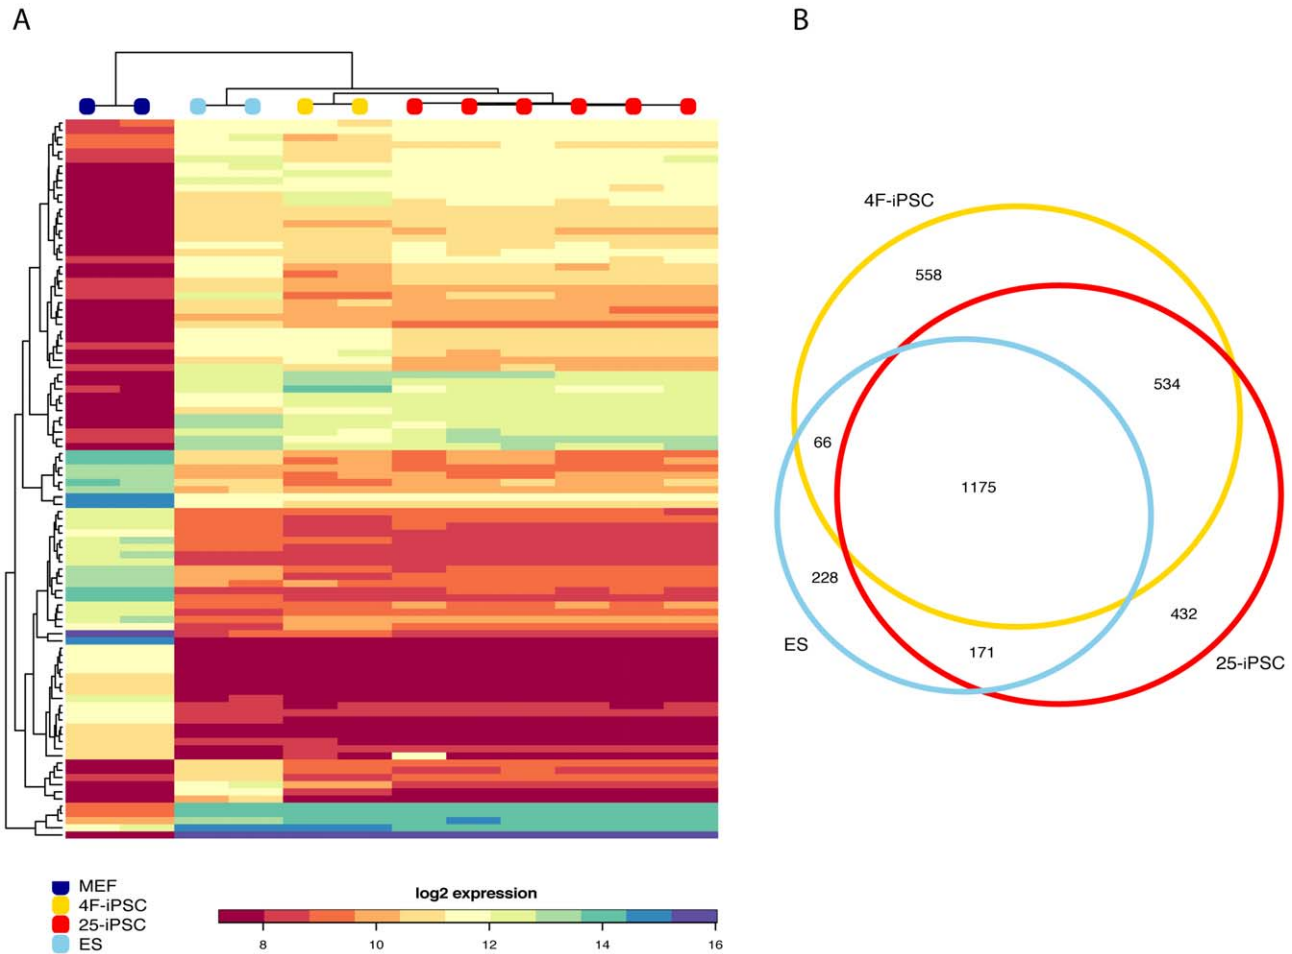 A
B
4F-iPSC
558
534
66
1175
228
432
ES
171
25-iPSC
MEF
4F-iPSC
25-iPSC
ES
log2 expression
8 10 12 14 16